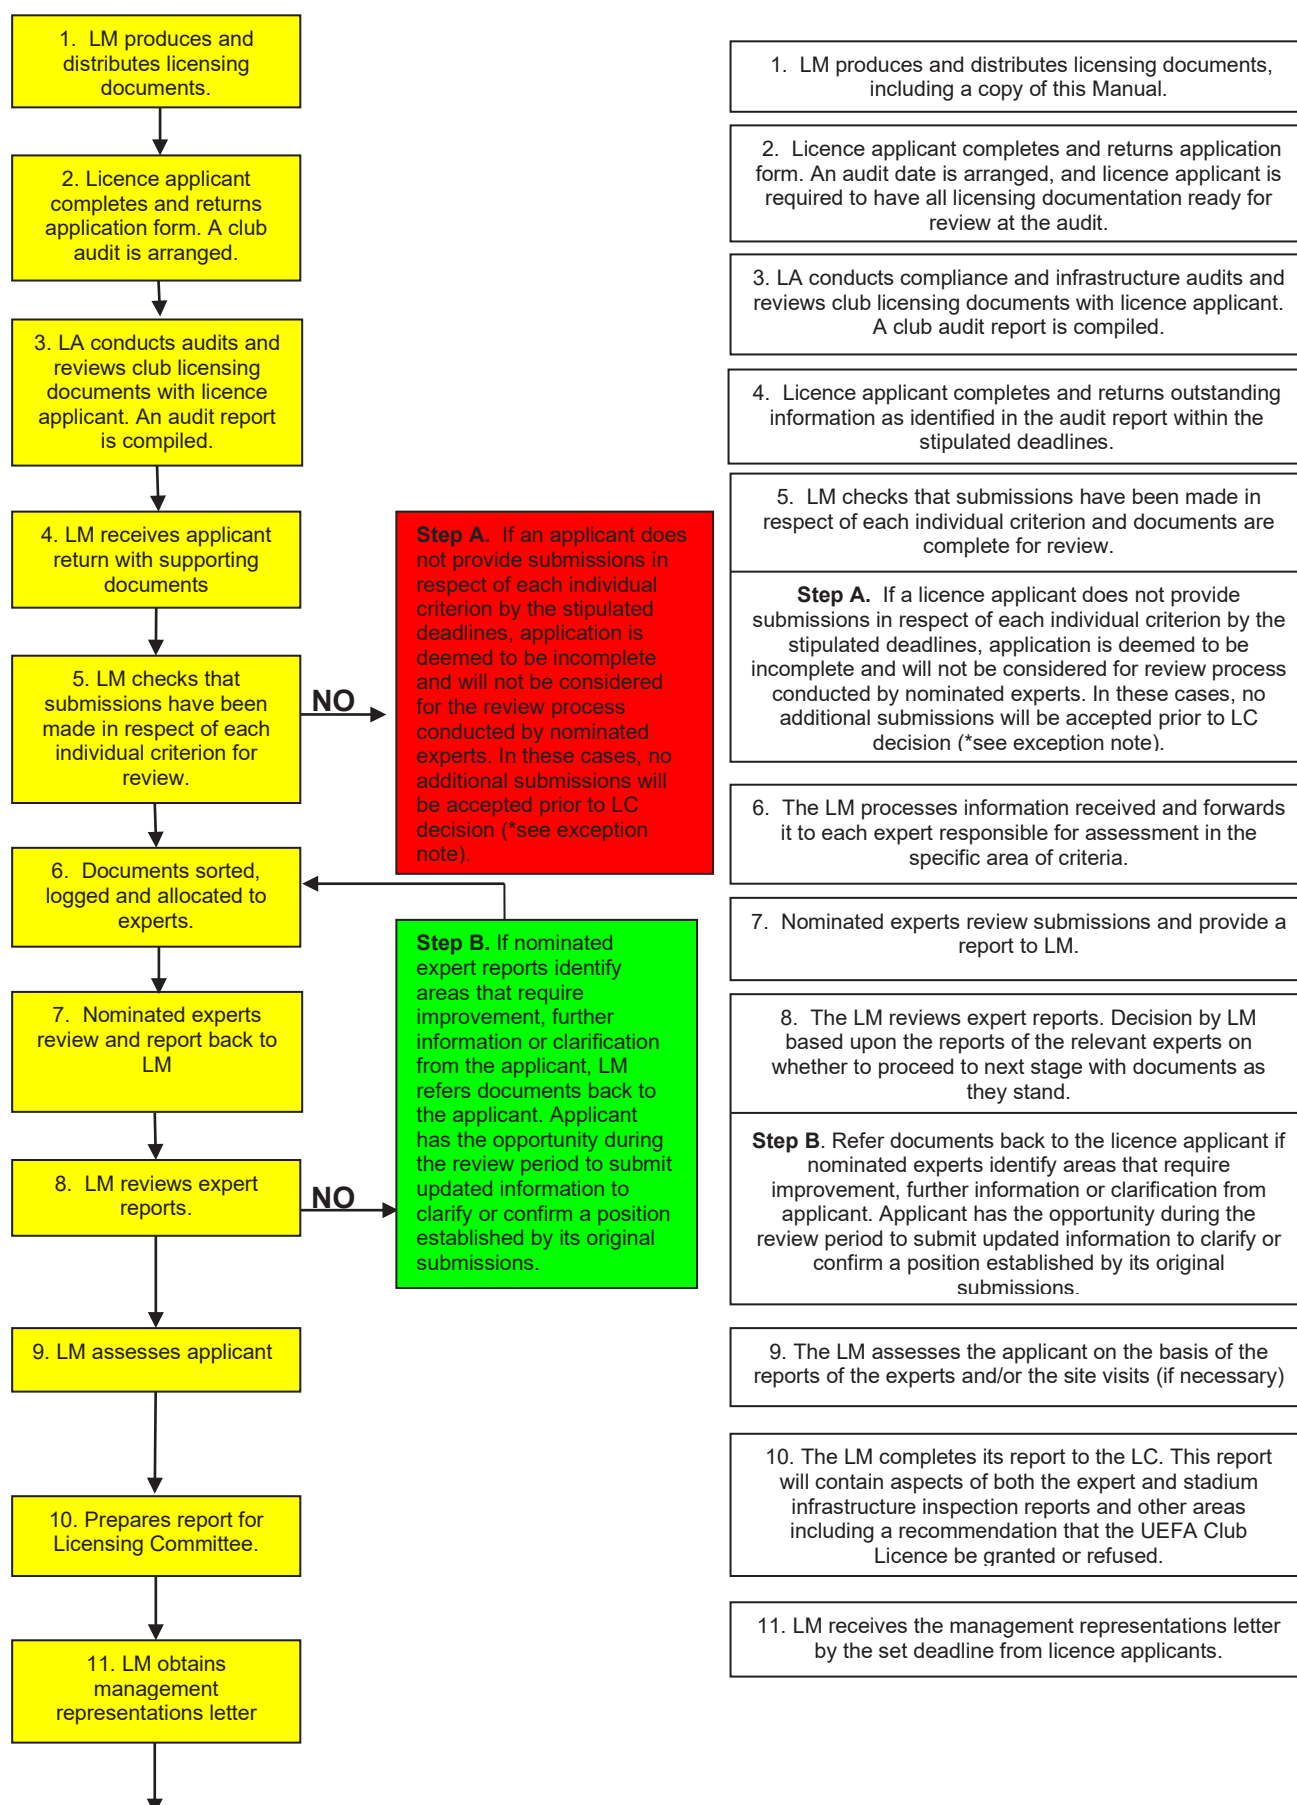 1. LM produces and
distributes licensing
documents.
2. Licence applicant
completes and returns
application form. A club
audit is arranged.
3. LA conducts audits and
reviews club licensing
documents with licence
applicant. An audit report
is compiled.
4. LM receives applicant
return with supporting
documents
5. LM checks that
submissions have been
made in respect of each
individual criterion for
review.
NO
Step A. If an applicant does
not provide submissions in
respect of each individual
criterion by the stipulated
deadlines, application is
deemed to be incomplete
and will not be considered
for the review process
conducted by nominated
experts. In these cases, no
additional submissions will
be accepted prior to LC
decision (*see exception
note).
6. Documents sorted,
logged and allocated to
experts.
7. Nominated experts
review and report back to
LM
8. LM reviews expert
reports.
NO
Step B. If nominated
expert reports identify
areas that require
improvement, further
information or clarification
from the applicant, LM
refers documents back to
the applicant. Applicant
has the opportunity during
the review period to submit
updated information to
clarify or confirm a position
established by its original
submissions.
9. LM assesses applicant
10. Prepares report for
Licensing Committee.
11. LM obtains
management
representations letter
1. LM produces and distributes licensing documents,
including a copy of this Manual.
2. Licence applicant completes and returns application
form. An audit date is arranged, and licence applicant is
required to have all licensing documentation ready for
review at the audit.
3. LA conducts compliance and infrastructure audits and
reviews club licensing documents with licence applicant.
A club audit report is compiled.
4. Licence applicant completes and returns outstanding
information as identified in the audit report within the
stipulated deadlines.
5. LM checks that submissions have been made in
respect of each individual criterion and documents are
complete for review.
Step A. If a licence applicant does not provide
submissions in respect of each individual criterion by the
stipulated deadlines, application is deemed to be
incomplete and will not be considered for review process
conducted by nominated experts. In these cases, no
additional submissions will be accepted prior to LC
decision (*see exception note).
6. The LM processes information received and forwards
it to each expert responsible for assessment in the
specific area of criteria.
7. Nominated experts review submissions and provide a
report to LM.
8. The LM reviews expert reports. Decision by LM
based upon the reports of the relevant experts on
whether to proceed to next stage with documents as
they stand.
Step B. Refer documents back to the licence applicant if
nominated experts identify areas that require
improvement, further information or clarification from
applicant. Applicant has the opportunity during the
review period to submit updated information to clarify or
confirm a position established by its original
submissions.
9. The LM assesses the applicant on the basis of the
reports of the experts and/or the site visits (if necessary)
10. The LM completes its report to the LC. This report
will contain aspects of both the expert and stadium
infrastructure inspection reports and other areas
including a recommendation that the UEFA Club
Licence be granted or refused.
11. LM receives the management representations letter
by the set deadline from licence applicants.